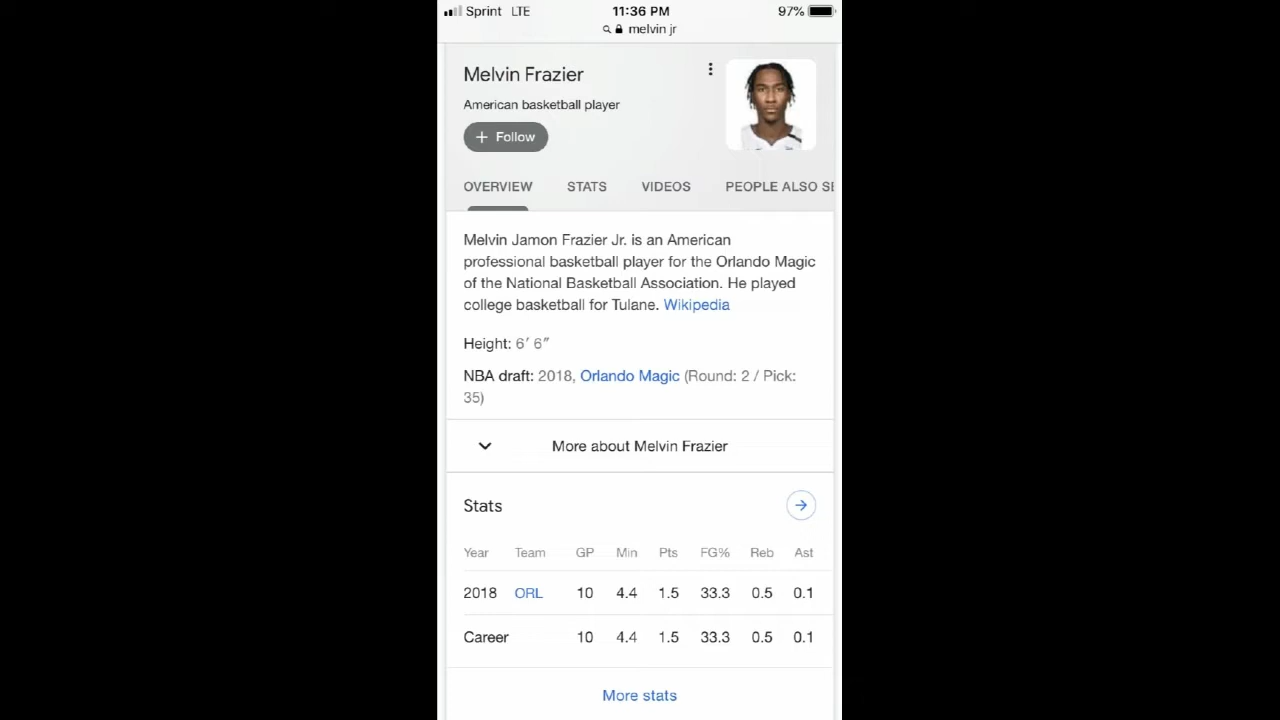 Sprint LTE 11:36 PM 97%
melvin jr
Melvin Frazier
American basketball player
+ Follow
OVERVIEW STATS VIDEOS PEOPLE ALSO SE
Melvin Jamon Frazier Jr. is an American
professional basketball player for the Orlando Magic
of the National Basketball Association. He played
college basketball for Tulane. Wikipedia
Height: 6′ 6″
NBA draft: 2018, Orlando Magic (Round: 2 / Pick:
35)
More about Melvin Frazier
Stats
Year Team GP Min Pts FG% Reb Ast
2018 ORL 10 4.4 1.5 33.3 0.5 0.1
Career 10 4.4 1.5 33.3 0.5 0.1
More stats